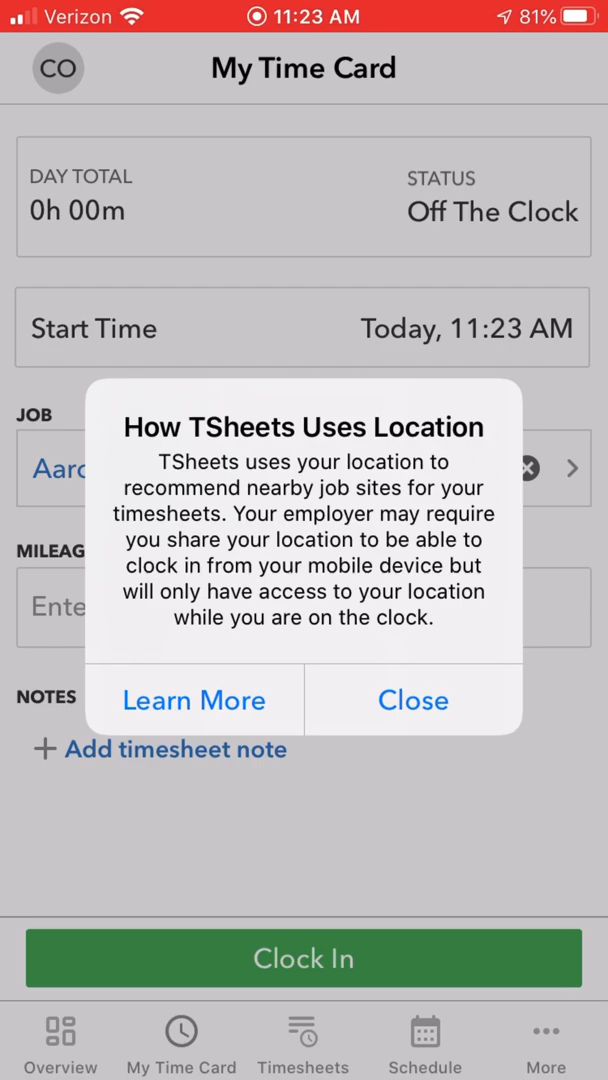 Verizon 11:23 AM 81%
CO My Time Card
DAY TOTAL STATUS
0h 00m Off The Clock
Start Time Today, 11:23 AM
JOB
How TSheets Uses Location
TSheets uses your location to
recommend nearby job sites for your
timesheets. Your employer may require
you share your location to be able to
clock in from your mobile device but
will only have access to your location
while you are on the clock.
Learn More Close
NOTES
Add timesheet note
Clock In
Overview My Time Card Timesheets Schedule More